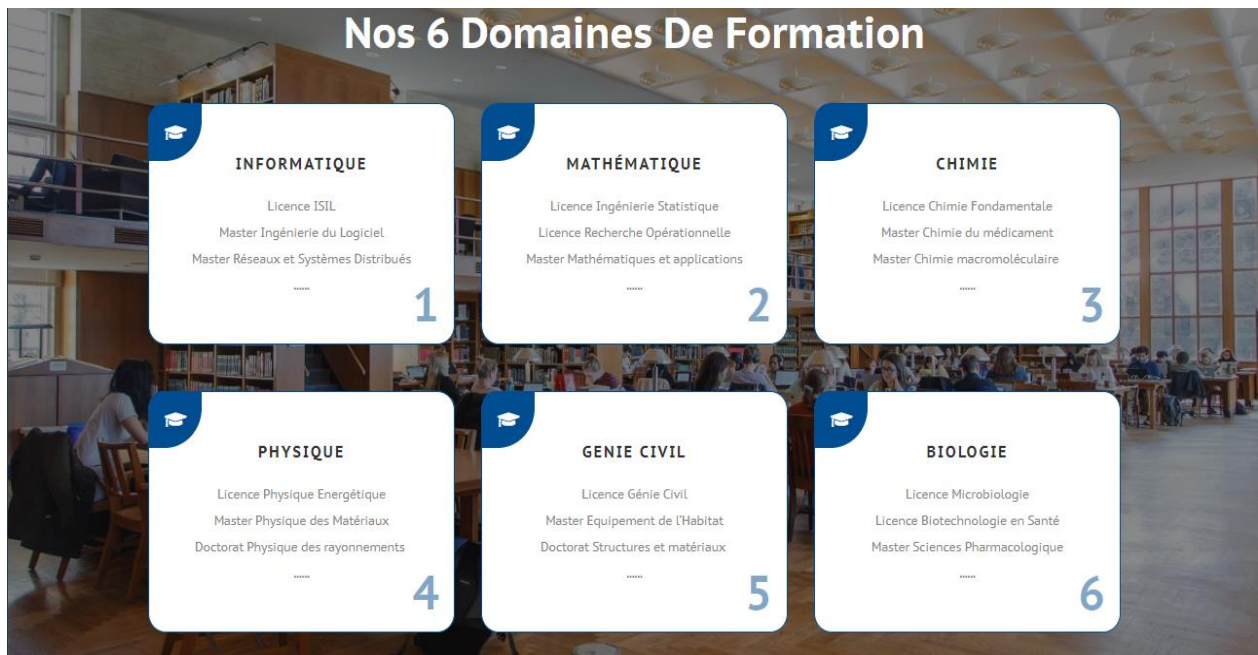 Nos 6 Domaines De Formation
INFORMATIQUE
Licence ISIL
Master Ingénierie du Logiciel
Master Réseaux et Systèmes Distribués
......
1
MATHÉMATIQUE
Licence Ingénierie Statistique
Licence Recherche Opérationnelle
Master Mathématiques et applications
......
2
CHIMIE
Licence Chimie Fondamentale
Master Chimie du médicament
Master Chimie macromoléculaire
......
3
PHYSIQUE
Licence Physique Energétique
Master Physique des Matériaux
Doctorat Physique des rayonnements
......
4
GENIE CIVIL
Licence Génie Civil
Master Equipement de l'Habitat
Doctorat Structures et matériaux
......
5
BIOLOGIE
Licence Microbiologie
Licence Biotechnologie en Santé
Master Sciences Pharmacologique
......
6